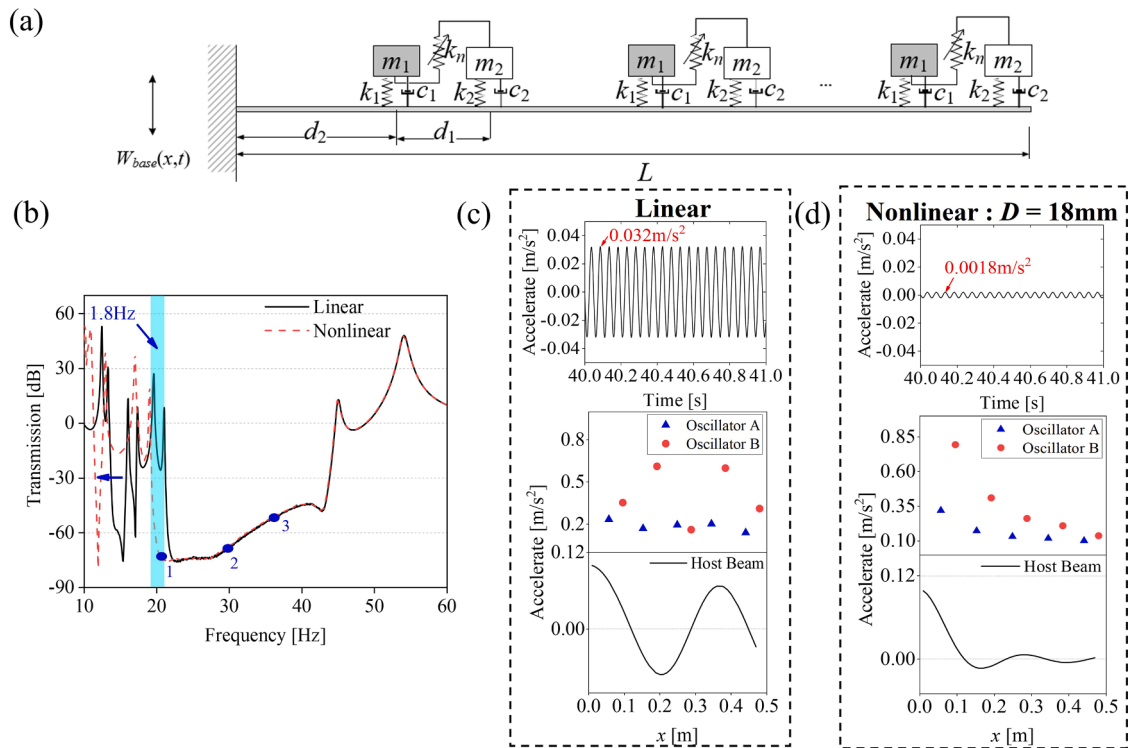 (a)
m1 kn m2 m1 kn m2 m1 kn m2
k1 c1 k2 c2 k1 c1 k2 c2 ... k1 c1 k2 c2
d2 d1
Wbase(x,t)
L
(b)
1.8Hz
Linear
Nonlinear
Transmission [dB]
60
30
0
-30
-60
-90
1 2 3
10 20 30 40 50 60
Frequency [Hz]
(c)
Linear
Accelerate [m/s²]
0.04
0.02
0.00
-0.02
-0.04
0.032m/s²
40.0 40.2 40.4 40.6 40.8 41.0
Time [s]
Oscillator A
Oscillator B
Accelerate [m/s²]
0.8
0.5
0.2
Host Beam
Accelerate [m/s²]
0.12
0.00
0.0 0.1 0.2 0.3 0.4 0.5
x [m]
(d)
Nonlinear : D = 18mm
Accelerate [m/s²]
0.04
0.02
0.00
-0.02
-0.04
0.0018m/s²
40.0 40.2 40.4 40.6 40.8 41.0
Time [s]
Oscillator A
Oscillator B
Accelerate [m/s²]
0.85
0.60
0.35
0.10
Host Beam
Accelerate [m/s²]
0.12
0.00
0.0 0.1 0.2 0.3 0.4 0.5
x [m]